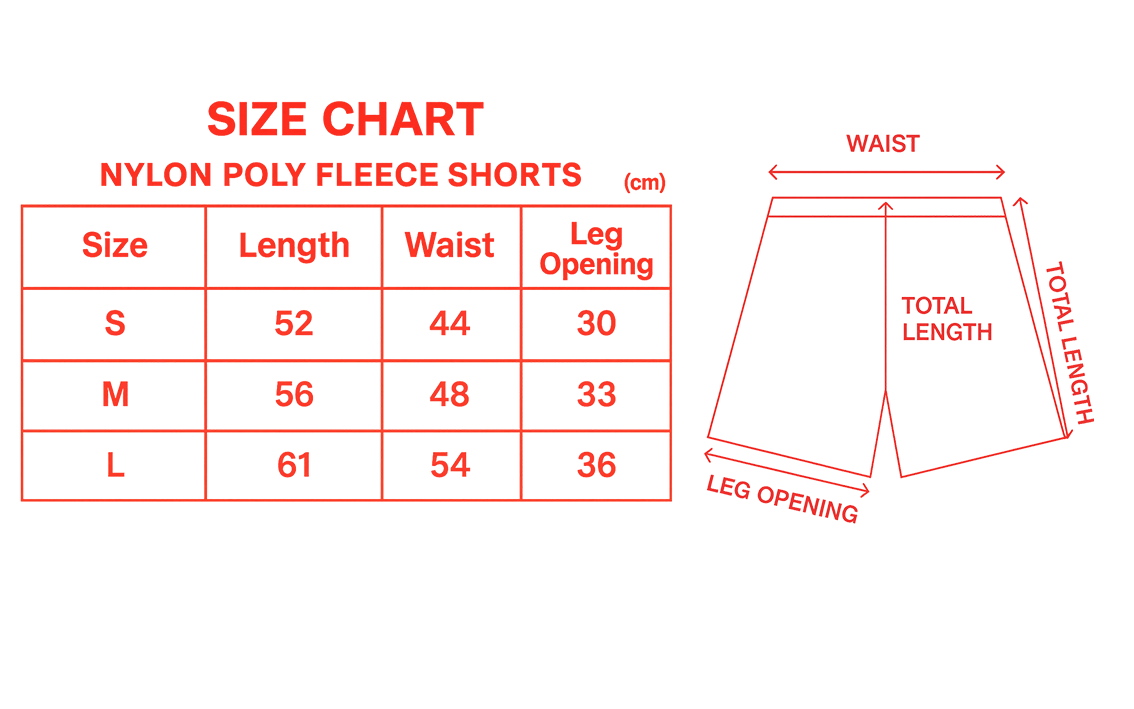 SIZE CHART
NYLON POLY FLEECE SHORTS (cm)
Size Length Waist Leg Opening
S 52 44 30
M 56 48 33
L 61 54 36
WAIST
TOTAL
LENGTH
TOTAL LENGTH
LEG OPENING